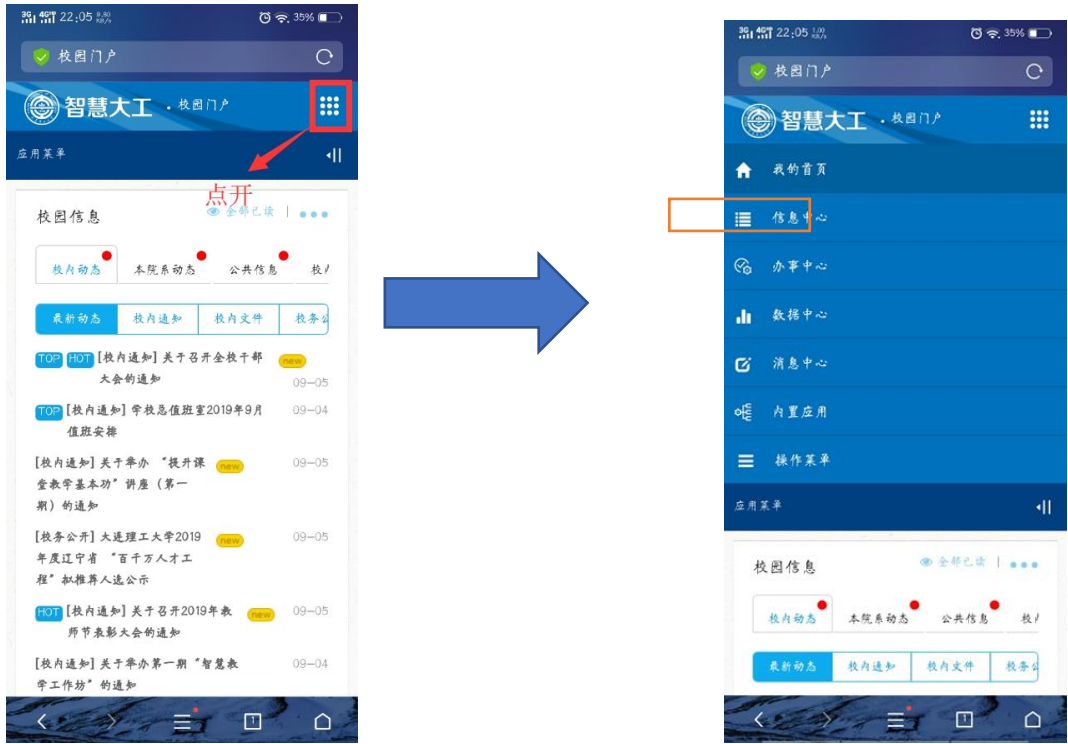 3G 4G 22:05 35%
校园门户
智慧大工 · 校园门户
应用菜单
点开
校园信息 全部已读
校内动态 本院系动态 公共信息
最新动态 校内通知 校内文件
TOP HOT [校内通知] 关于召开全校干部 new
大会的通知 09-05
TOP [校内通知] 学校总值班室2019年9月 09-04
值班安排
[校内通知] 关于举办 “提升课 new 09-05
堂教学基本功” 讲座 (第一
期) 的通知
[校务公开] 大连理工大学2019 new 09-05
年度辽宁省 “百千万人才工
程” 拟推荐人选公示
HOT [校内通知] 关于召开2019年教 new 09-05
师节表彰大会的通知
[校内通知] 关于举办第一期 “智慧教 09-04
学工作坊” 的通知
1
3G 4G 22:05 35%
校园门户
智慧大工 · 校园门户
我的首页
信息中心
办事中心
数据中心
消息中心
内置应用
操作菜单
应用菜单
校园信息 全部已读
校内动态 本院系动态 公共信息
最新动态 校内通知 校内文件
1